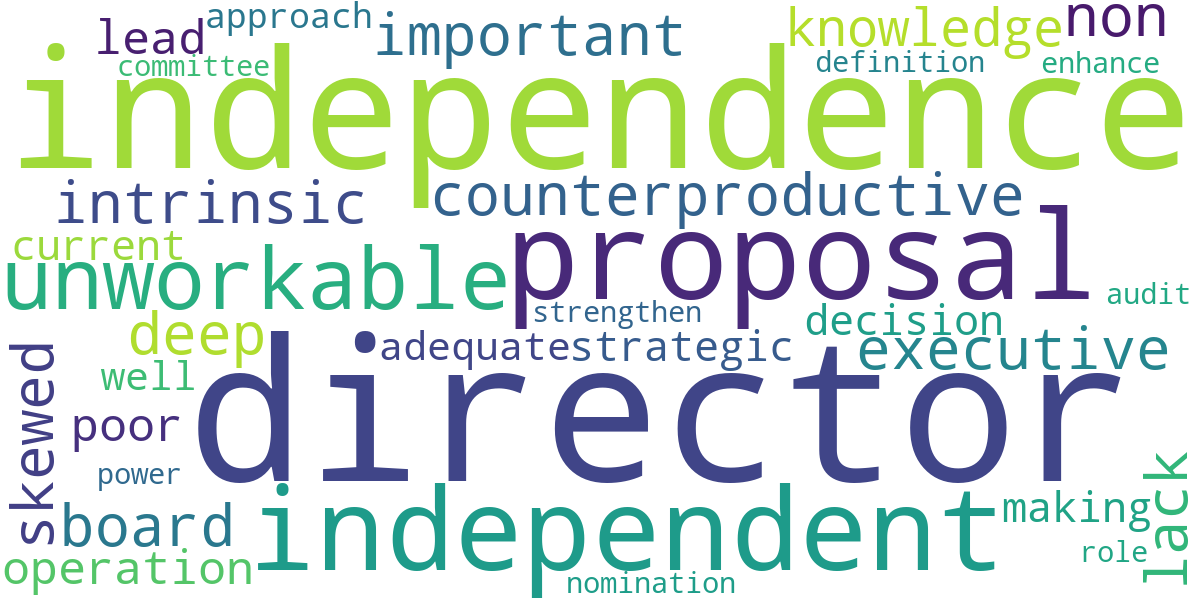 approach
lead
important
knowledge
non
committee
definition
enhance
independence
intrinsic
counterproductive
current
unworkable
proposal
audit
strengthen
deep
decision
adequate
strategic
executive
well
director
skewed
poor
power
board
independent
making
lack
operation
nomination
role